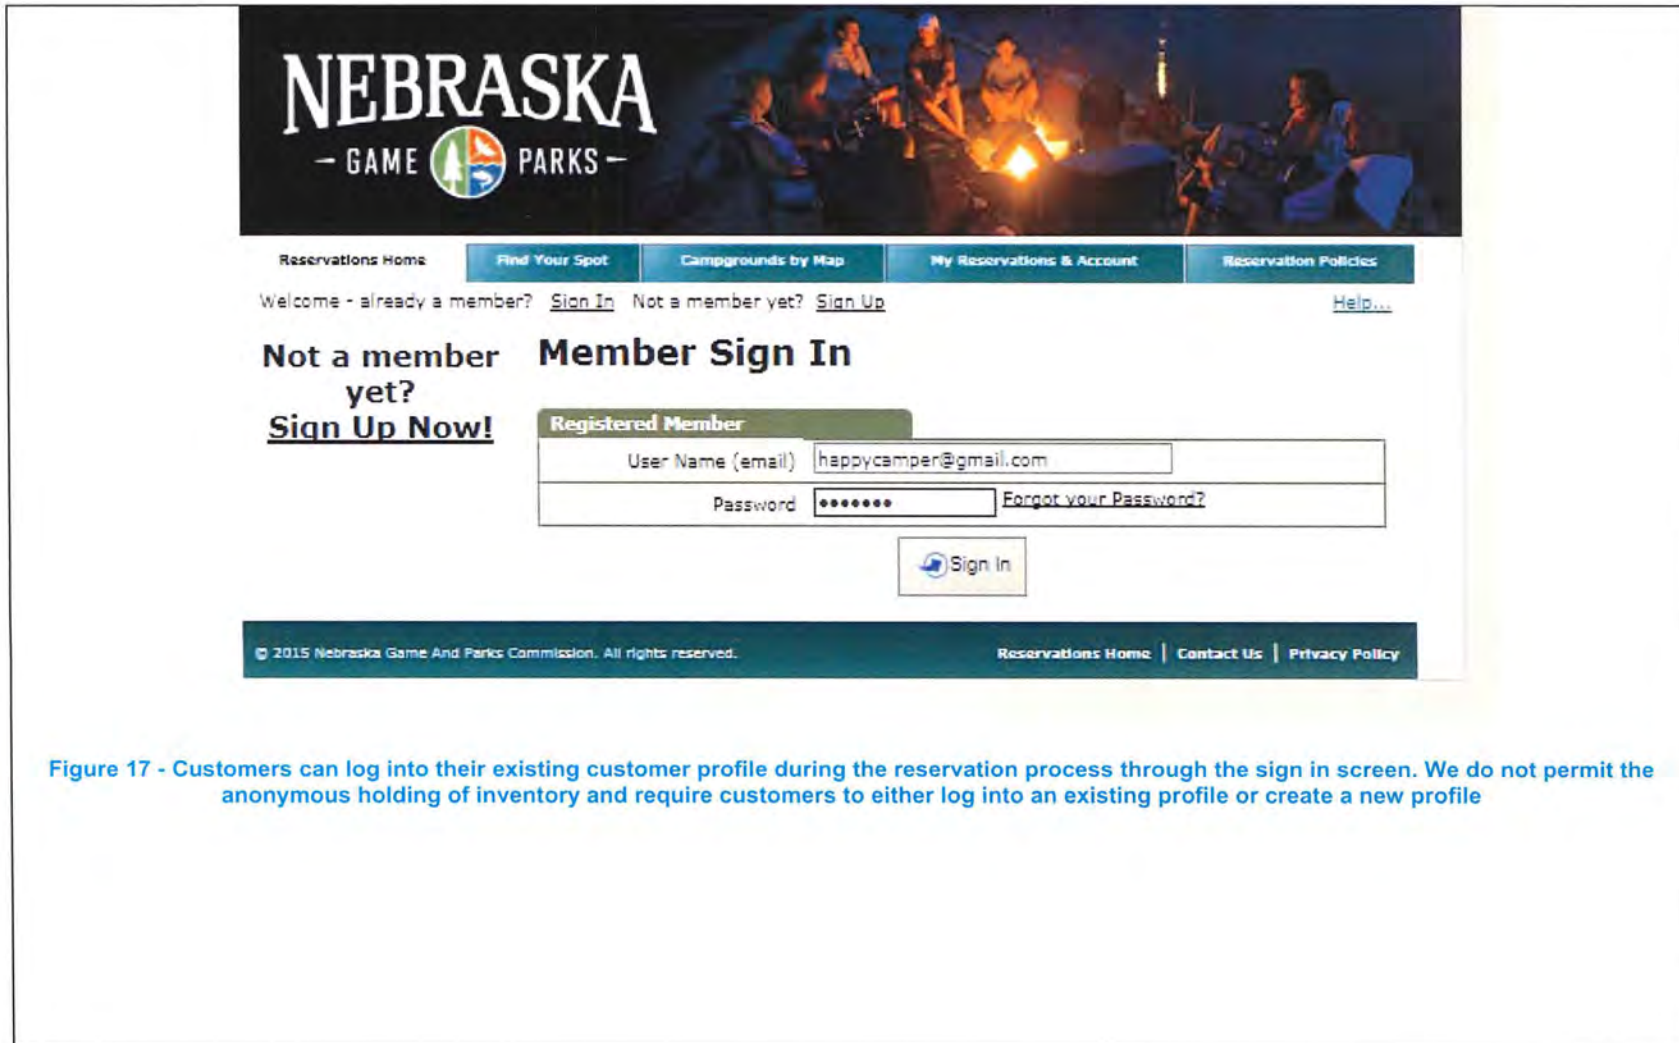 NEBRASKA
– GAME PARKS –
Reservations Home Find Your Spot Campgrounds by Map My Reservations & Account Reservation Policies
Welcome - already a member? Sign In Not a member yet? Sign Up Help...
Not a member
yet?
Sign Up Now!
Member Sign In
Registered Member
User Name (email) happycamper@gmail.com
Password ••••••• Forgot your Password?
Sign In
© 2015 Nebraska Game And Parks Commission. All rights reserved. Reservations Home | Contact Us | Privacy Policy
Figure 17 - Customers can log into their existing customer profile during the reservation process through the sign in screen. We do not permit the
anonymous holding of inventory and require customers to either log into an existing profile or create a new profile